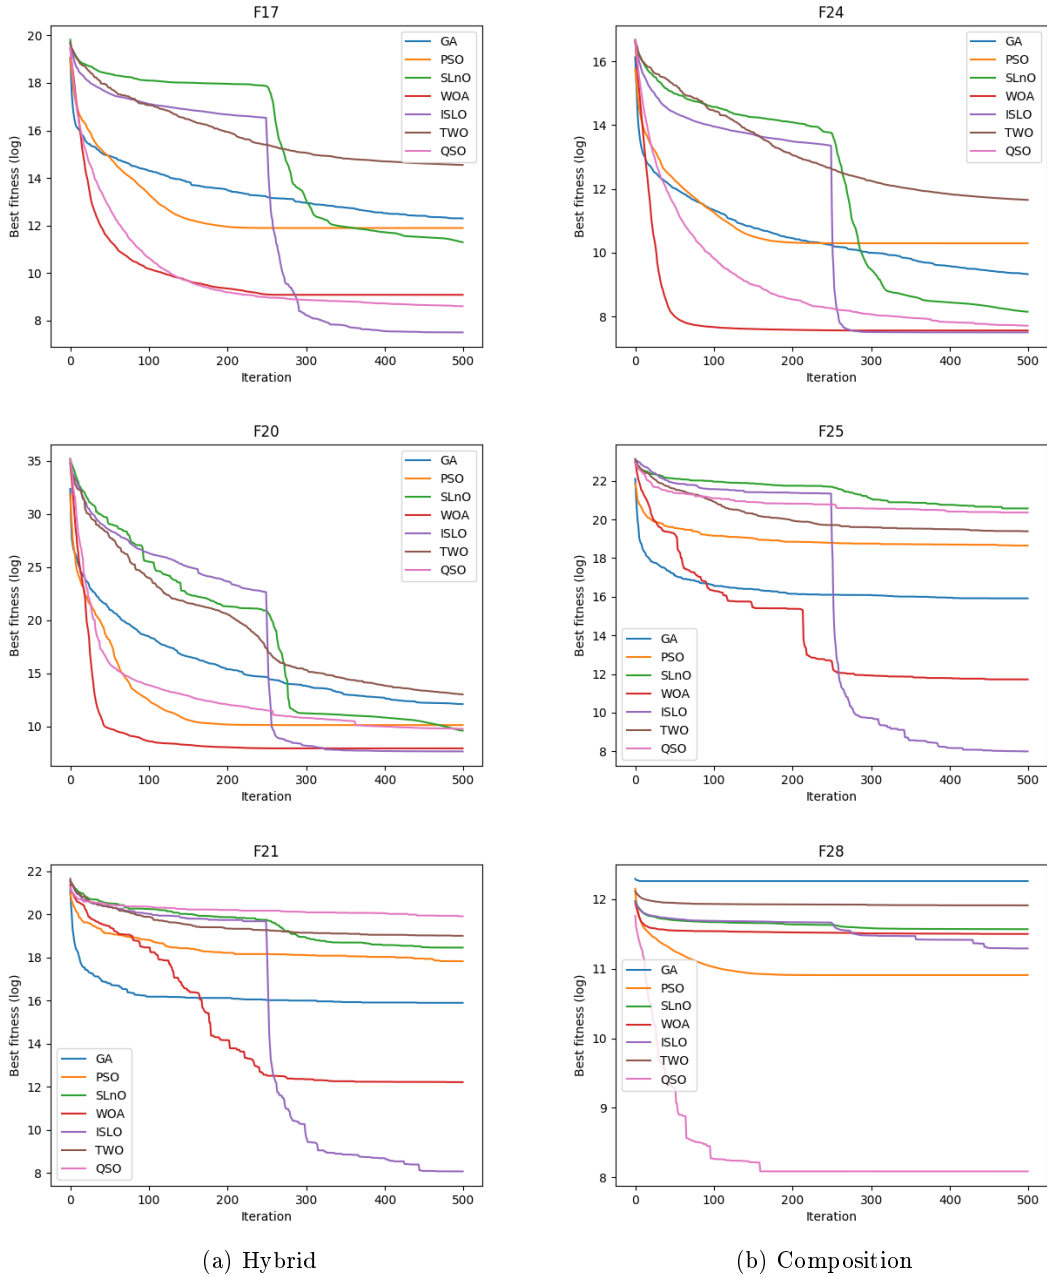 F17
Best fitness (log)
20
18
16
14
12
10
8
0 100 200 300 400 500
Iteration
GA
PSO
SLnO
WOA
ISLO
TWO
QSO
F24
Best fitness (log)
16
14
12
10
8
0 100 200 300 400 500
Iteration
GA
PSO
SLnO
WOA
ISLO
TWO
QSO
F20
Best fitness (log)
35
30
25
20
15
10
0 100 200 300 400 500
Iteration
GA
PSO
SLnO
WOA
ISLO
TWO
QSO
F25
Best fitness (log)
22
20
18
16
14
12
10
8
0 100 200 300 400 500
Iteration
GA
PSO
SLnO
WOA
ISLO
TWO
QSO
F21
Best fitness (log)
22
20
18
16
14
12
10
8
0 100 200 300 400 500
Iteration
GA
PSO
SLnO
WOA
ISLO
TWO
QSO
F28
Best fitness (log)
12
11
10
9
8
0 100 200 300 400 500
Iteration
GA
PSO
SLnO
WOA
ISLO
TWO
QSO
(a) Hybrid
(b) Composition